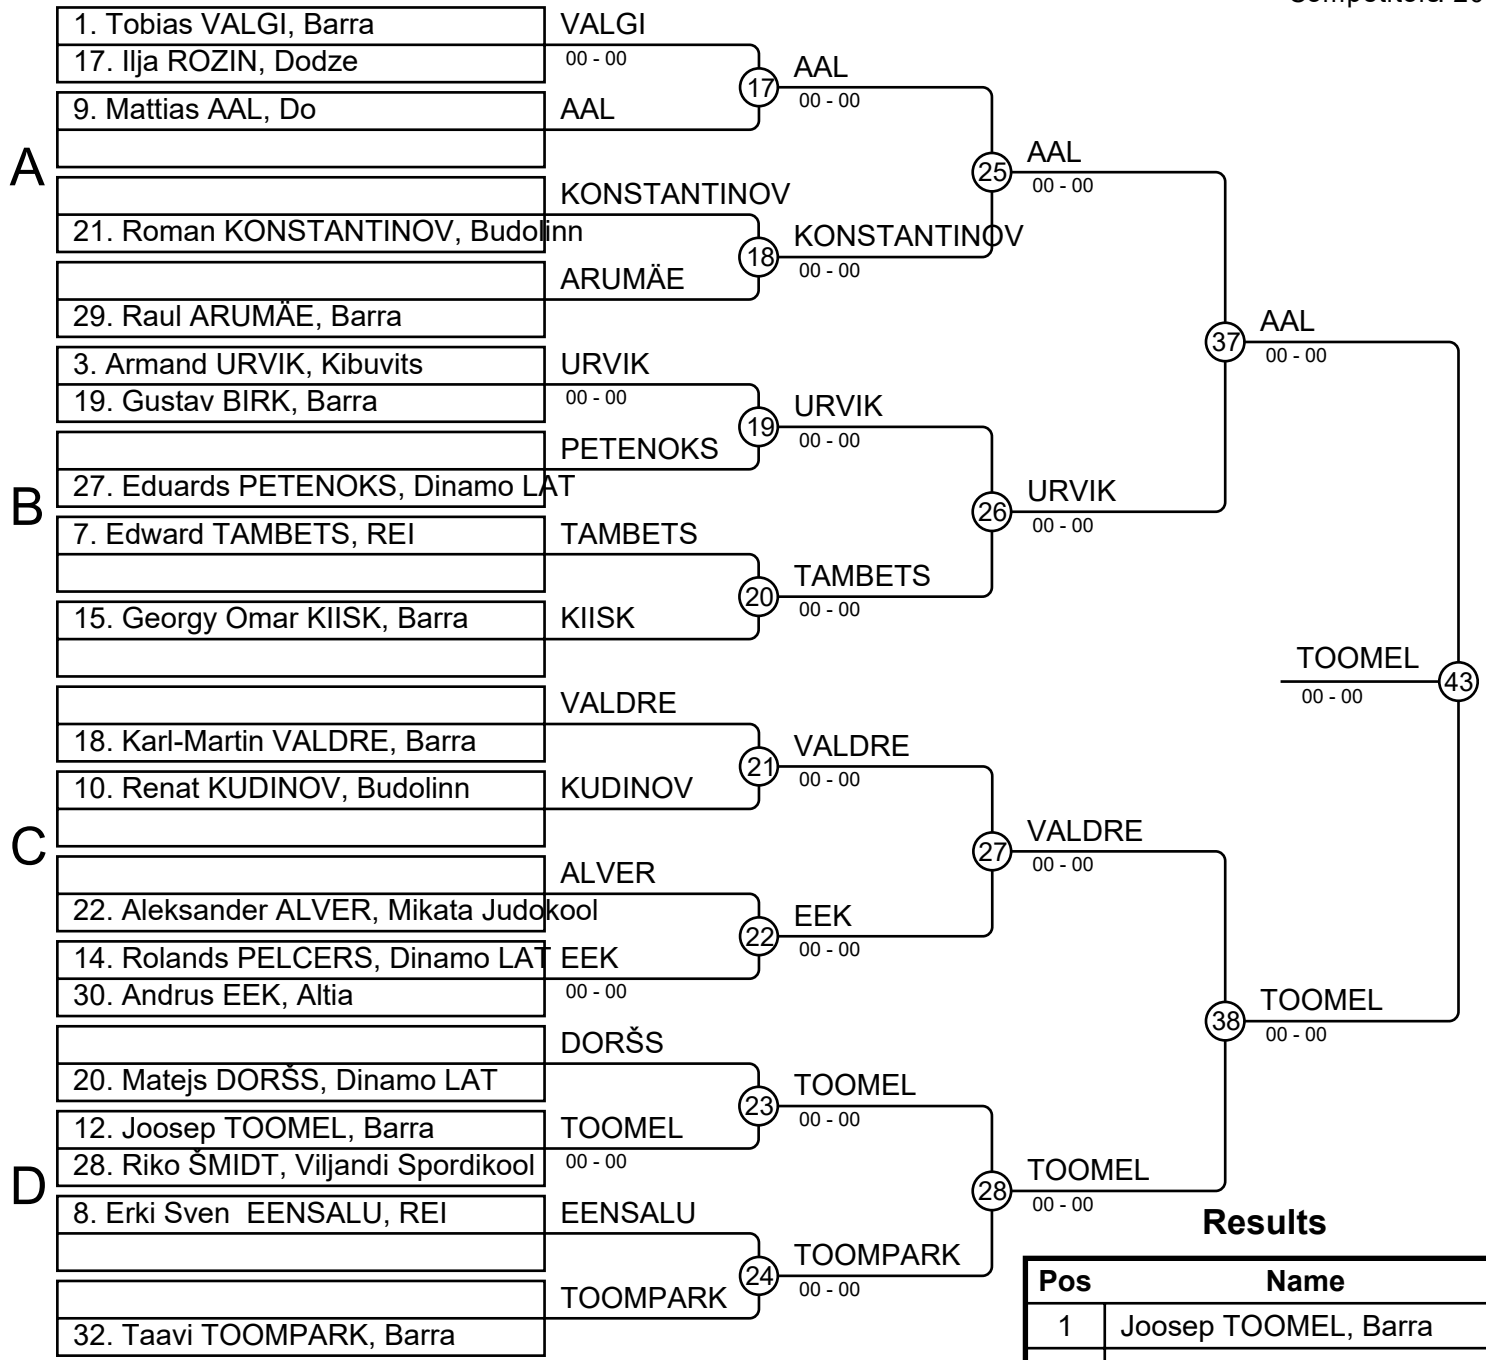 1. Tobias VALGI, Barra
17. Ilja ROZIN, Dodze
9. Mattias AAL, Do
A
21. Roman KONSTANTINOV, Budolinn
29. Raul ARUMÄE, Barra
3. Armand URVIK, Kibuvits
19. Gustav BIRK, Barra
B
27. Eduards PETENOKS, Dinamo LAT
7. Edward TAMBETS, REI
15. Georgy Omar KIISK, Barra
18. Karl-Martin VALDRE, Barra
10. Renat KUDINOV, Budolinn
C
22. Aleksander ALVER, Mikata Judokool
14. Rolands PELCERS, Dinamo LAT
30. Andrus EEK, Altia
20. Matejs DORŠS, Dinamo LAT
12. Joosep TOOMEL, Barra
28. Riko ŠMIDT, Viljandi Spordikool
D
8. Erki Sven  EENSALU, REI
32. Taavi TOOMPARK, Barra
VALGI
00 - 00
AAL
KONSTANTINOV
ARUMÄE
URVIK
00 - 00
PETENOKS
TAMBETS
KIISK
VALDRE
KUDINOV
ALVER
EEK
00 - 00
DORŠS
TOOMEL
00 - 00
EENSALU
TOOMPARK
17
AAL
00 - 00
18
KONSTANTINOV
00 - 00
19
URVIK
00 - 00
20
TAMBETS
00 - 00
21
VALDRE
00 - 00
22
EEK
00 - 00
23
TOOMEL
00 - 00
24
TOOMPARK
00 - 00
25
AAL
00 - 00
26
URVIK
00 - 00
27
VALDRE
00 - 00
28
TOOMEL
00 - 00
37
AAL
00 - 00
38
TOOMEL
00 - 00
TOOMEL
43
00 - 00
Results
Pos Name
1 Joosep TOOMEL, Barra